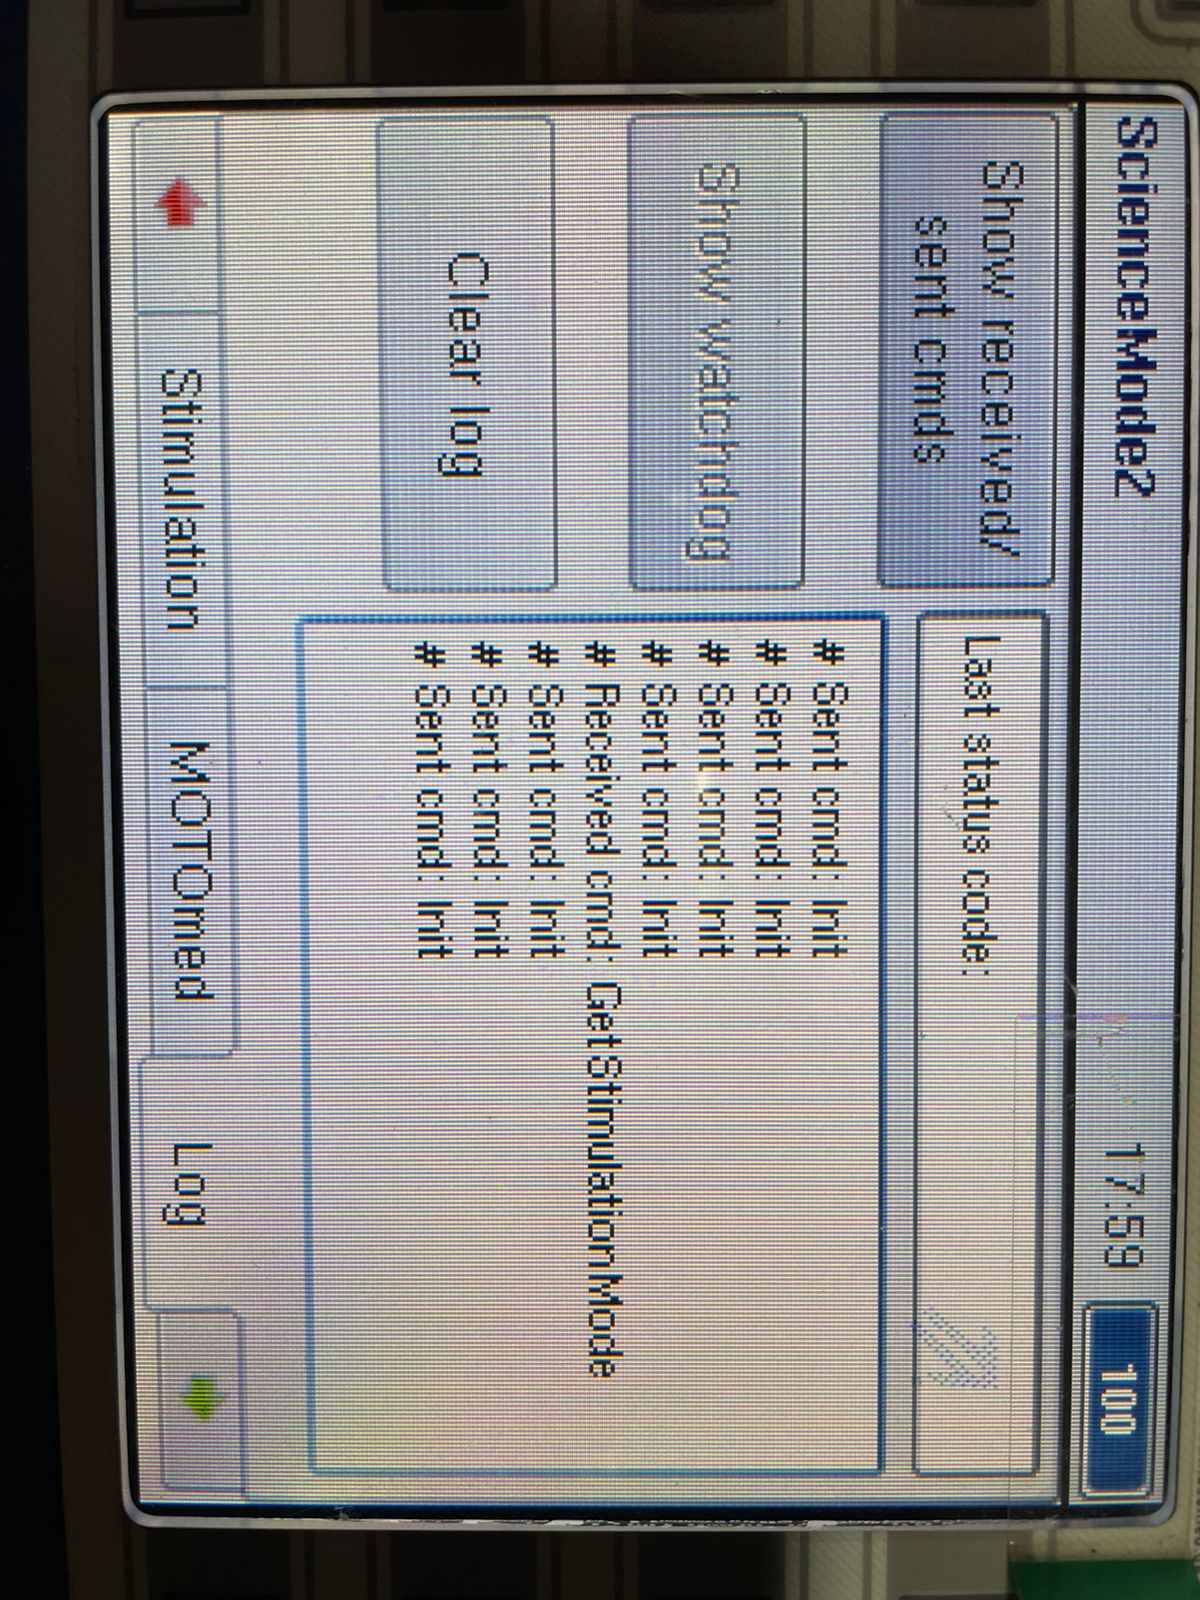 ScienceMode2
17:59
100
Show received/
sent cmds
Show watchdog
Clear log
Last status code:
# Sent cmd: Init
# Sent cmd: Init
# Sent cmd: Init
# Sent cmd: Init
# Received cmd: GetStimulationMode
# Sent cmd: Init
# Sent cmd: Init
# Sent cmd: Init
Stimulation
MOTOmed
Log